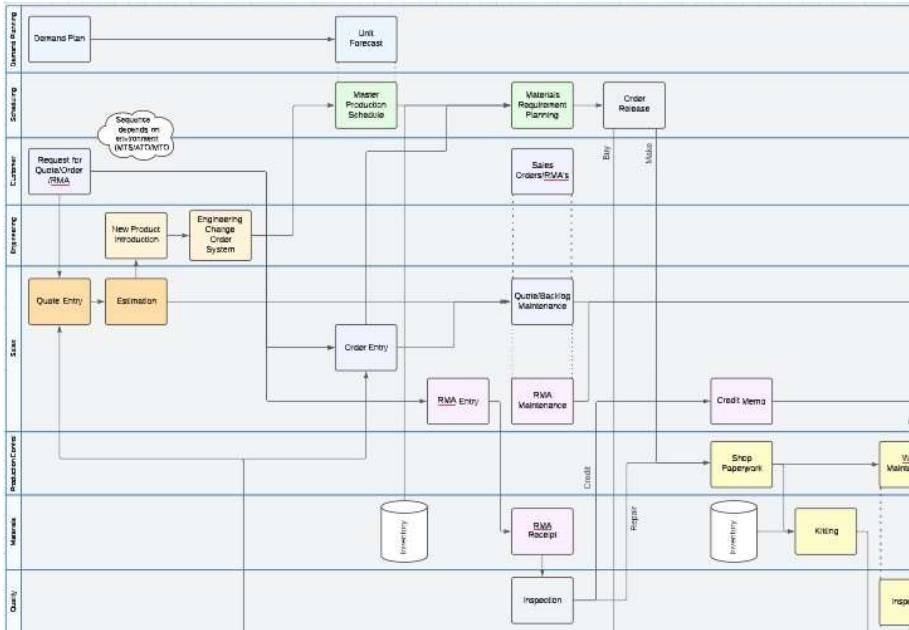 Demand Planning
Demand Plan
Unit
Forecast
Scheduling
Master
Production
Schedule
Materials
Requirement
Planning
Order
Release
Sequence
depends on
environment
(MTS/ATO/MTO
Customer
Request for
Quote/Order
/RMA
Sales
Orders/RMA's
Buy
Make
Engineering
New Product
Introduction
Engineering
Change
Order
System
Sales
Quote Entry
Estimation
Quote/Backlog
Maintenance
Order Entry
RMA Entry
RMA
Maintenance
Credit Memo
Production Control
Shop
Paperwork
Credit
Materials
Inventory
RMA
Receipt
Repair
Inventory
Kitting
Quality
Inspection